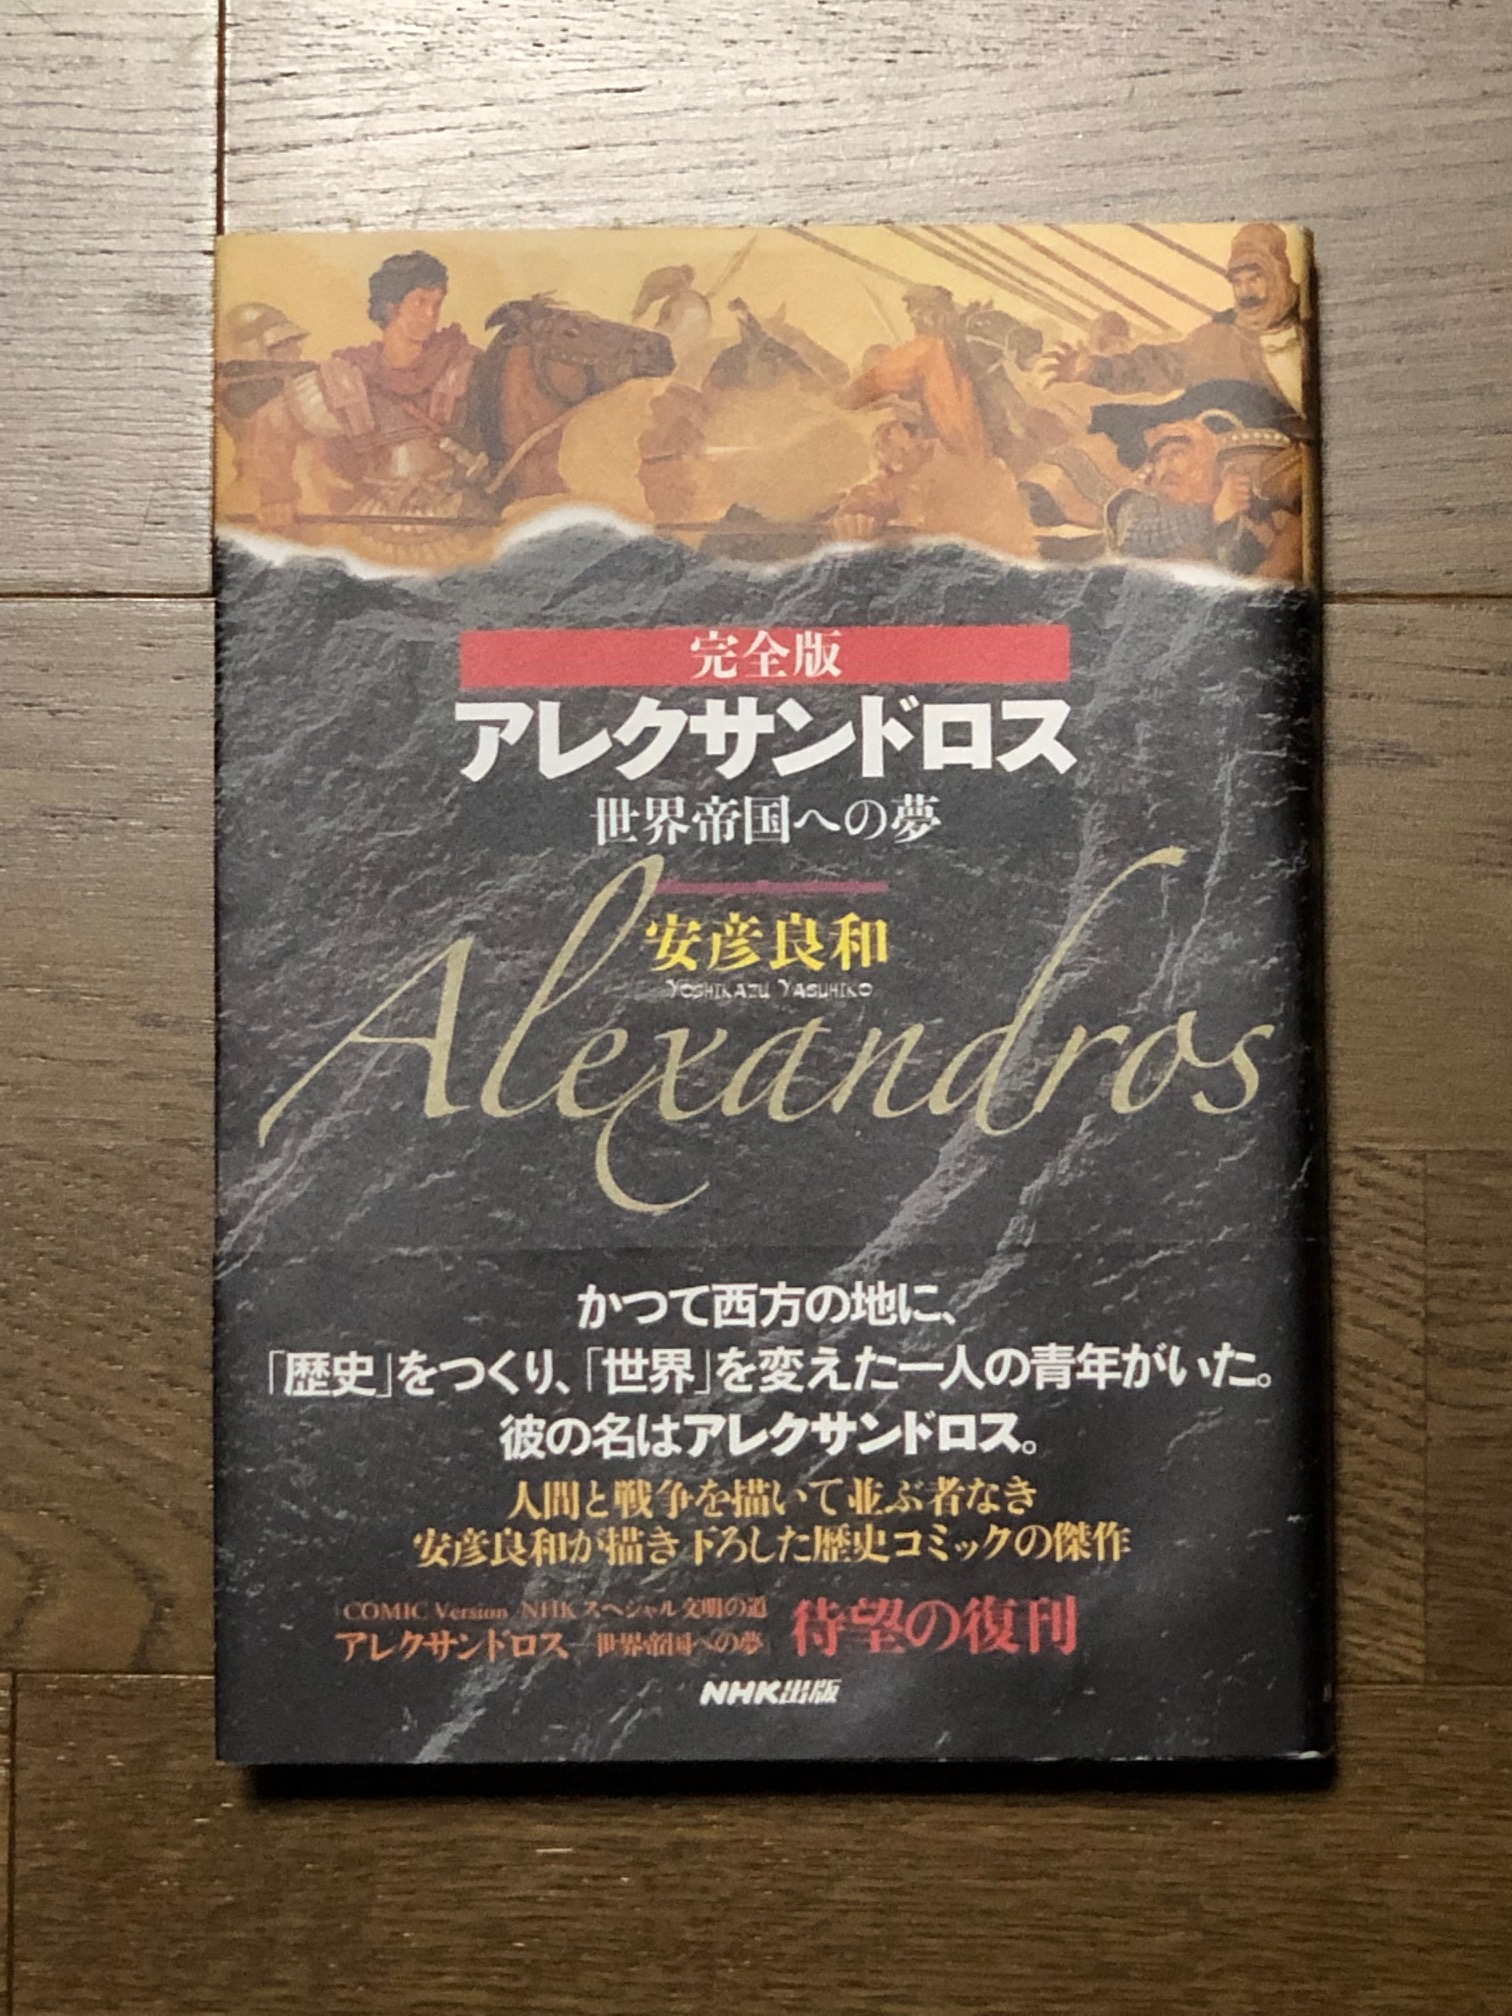 完全版
アレクサンドロス
世界帝国への夢
安彦良和
YOSHIKAZU YASUHIKO
Alexandros
かつて西方の地に、
「歴史」をつくり、「世界」を変えた一人の青年がいた。
彼の名はアレクサンドロス。
人間と戦争を描いて並ぶ者なき
安彦良和が描き下ろした歴史コミックの傑作
COMIC Version NHKスペシャル 文明の道
アレクサンドロス 世界帝国への夢
待望の復刊
NHK出版